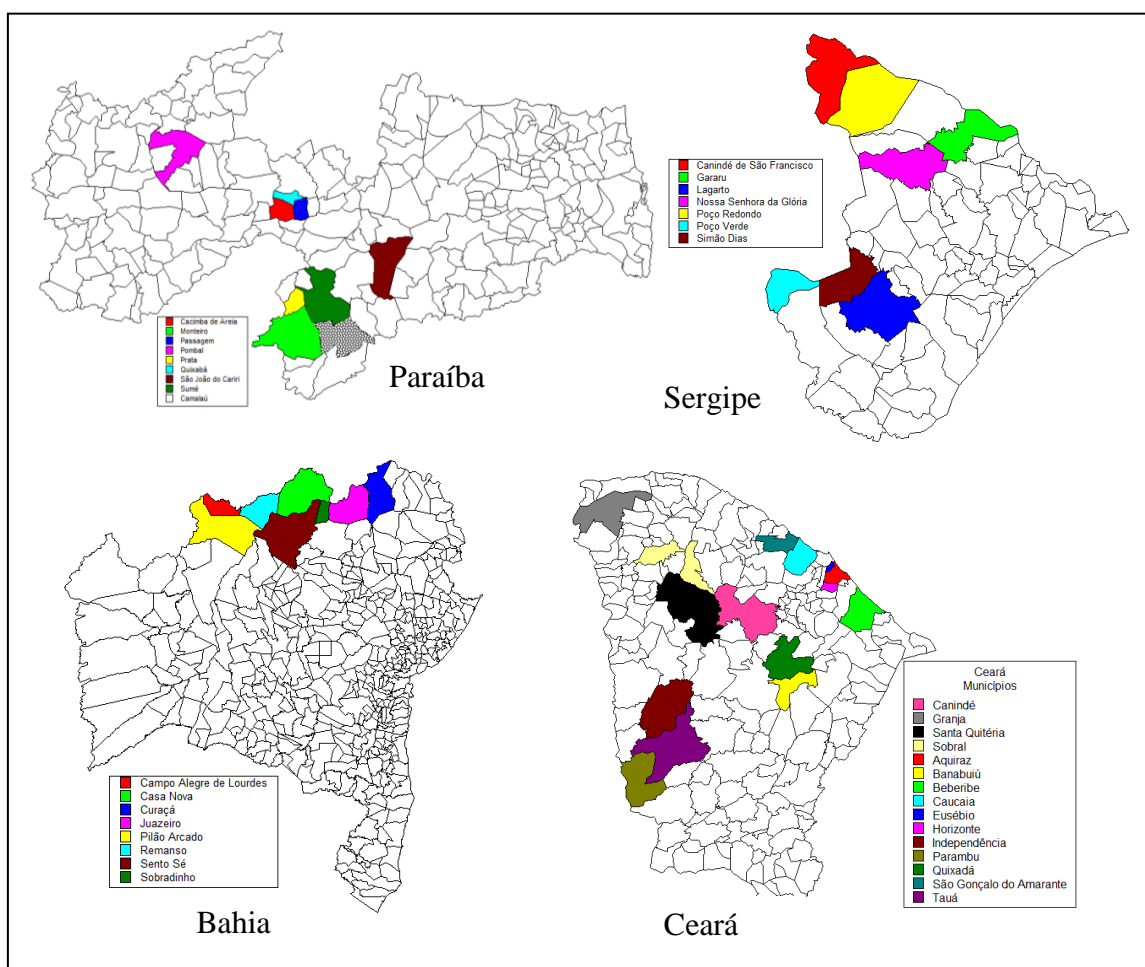 Cacimba de Areia
Monteiro
Passagem
Pombal
Prata
Quixabá
São João do Cariri
Sumé
Camalaú
Paraíba
Canindé de São Francisco
Gararu
Lagarto
Nossa Senhora da Glória
Poço Redondo
Poço Verde
Simão Dias
Sergipe
Campo Alegre de Lourdes
Casa Nova
Curaçá
Juazeiro
Pilão Arcado
Remanso
Sento Sé
Sobradinho
Bahia
Ceará
Municípios
Canindé
Granja
Santa Quitéria
Sobral
Aquiraz
Banabuiú
Beberibe
Caucaia
Eusébio
Horizonte
Independência
Parambu
Quixadá
São Gonçalo do Amarante
Tauá
Ceará